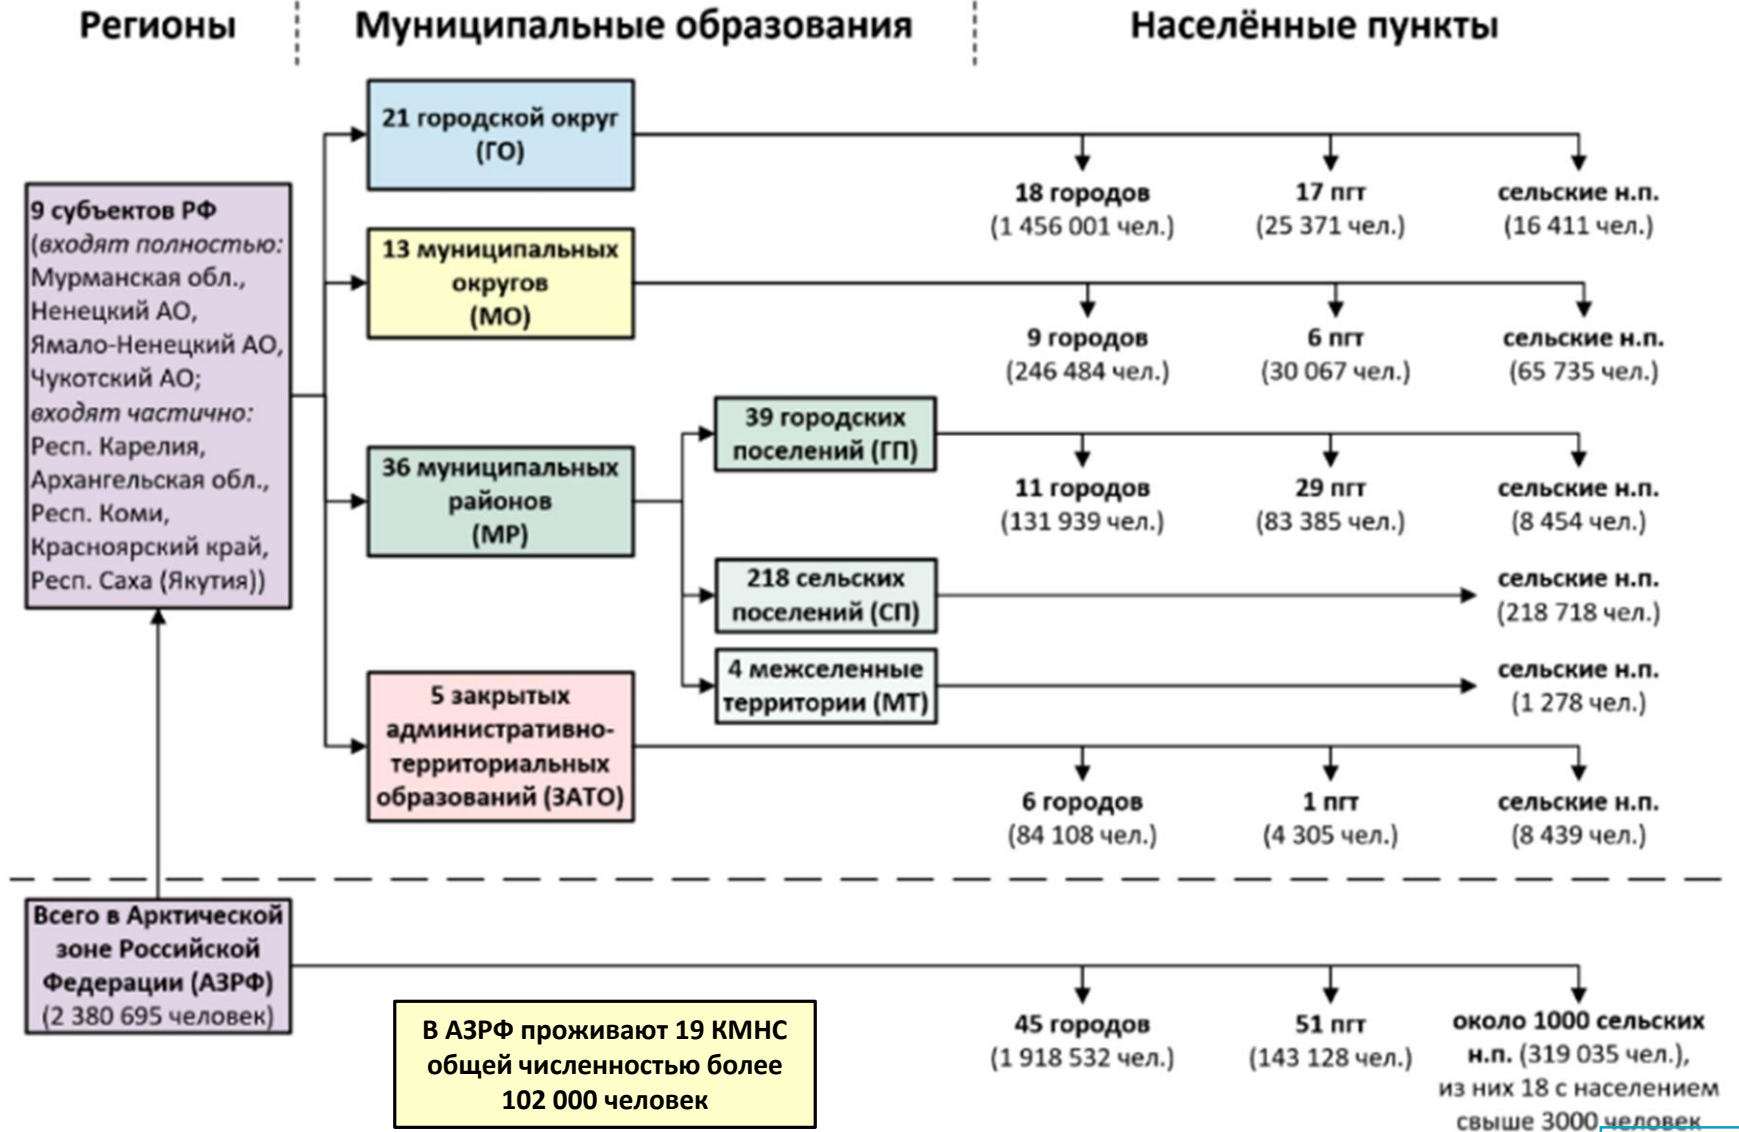 Регионы
Муниципальные образования
Населённые пункты
9 субъектов РФ
(входят полностью:
Мурманская обл.,
Ненецкий АО,
Ямало-Ненецкий АО,
Чукотский АО;
входят частично:
Респ. Карелия,
Архангельская обл.,
Респ. Коми,
Красноярский край,
Респ. Саха (Якутия))
21 городской округ
(ГО)
18 городов
(1 456 001 чел.)
17 пгт
(25 371 чел.)
сельские н.п.
(16 411 чел.)
13 муниципальных
округов
(МО)
9 городов
(246 484 чел.)
6 пгт
(30 067 чел.)
сельские н.п.
(65 735 чел.)
36 муниципальных
районов
(МР)
39 городских
поселений (ГП)
11 городов
(131 939 чел.)
29 пгт
(83 385 чел.)
сельские н.п.
(8 454 чел.)
218 сельских
поселений (СП)
сельские н.п.
(218 718 чел.)
4 межселенные
территории (МТ)
сельские н.п.
(1 278 чел.)
5 закрытых
административно-
территориальных
образований (ЗАТО)
6 городов
(84 108 чел.)
1 пгт
(4 305 чел.)
сельские н.п.
(8 439 чел.)
Всего в Арктической
зоне Российской
Федерации (АЗРФ)
(2 380 695 человек)
45 городов
(1 918 532 чел.)
51 пгт
(143 128 чел.)
около 1000 сельских
н.п. (319 035 чел.),
из них 18 с населением
свыше 3000 человек
В АЗРФ проживают 19 КМНС
общей численностью более
102 000 человек